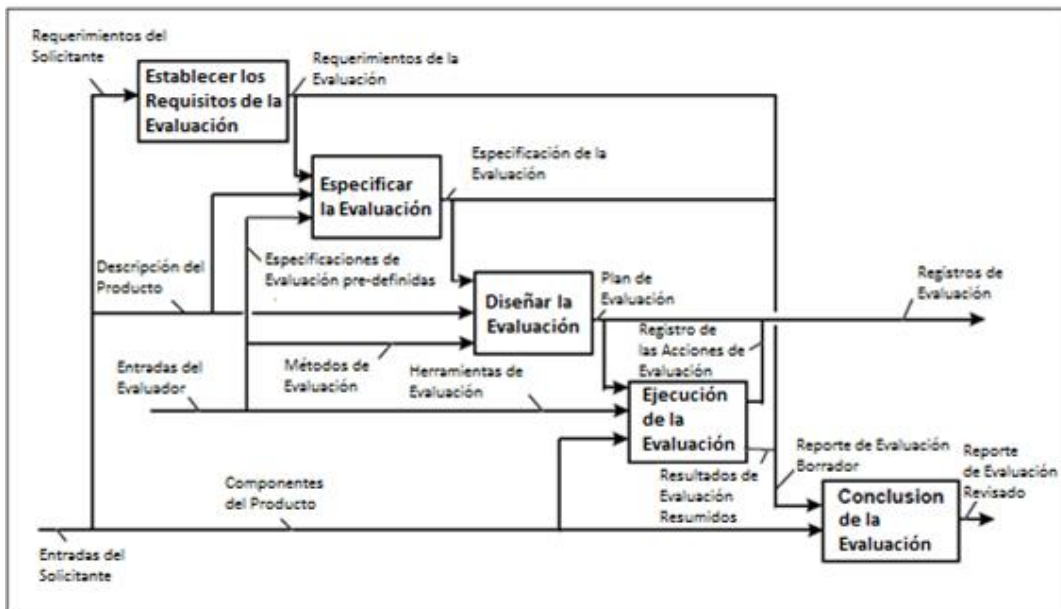 Requerimientos del
Solicitante
Establecer los
Requisitos de la
Evaluación
Requerimientos de la
Evaluación
Especificar
la Evaluación
Especificación de la
Evaluación
Descripción del
Producto
Especificaciones de
Evaluación pre-definidas
Diseñar la
Evaluación
Plan de
Evaluación
Registros de
Evaluación
Registro de
las Acciones de
Evaluación
Entradas del
Evaluador
Métodos de
Evaluación
Herramientas de
Evaluación
Ejecución
de la
Evaluación
Componentes
del Producto
Resultados de
Evaluación
Resumidos
Reporte de Evaluación
Borrador
Reporte
de Evaluación
Revisado
Conclusion
de la
Evaluación
Entradas del
Solicitante